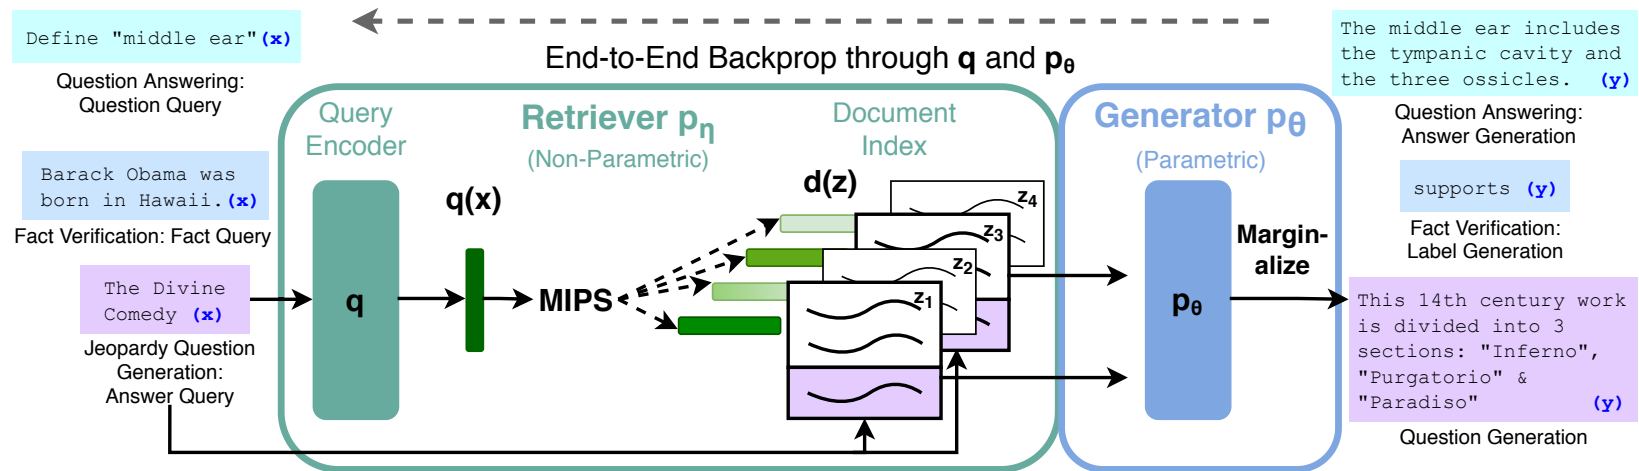 Define "middle ear" (x)
Question Answering:
Question Query
Barack Obama was
born in Hawaii. (x)
Fact Verification: Fact Query
The Divine
Comedy (x)
Jeopardy Question
Generation:
Answer Query
End-to-End Backprop through q and pθ
Query
Encoder
Retriever pη
(Non-Parametric)
Document
Index
q
q(x)
MIPS
d(z)
z4
z3
z2
z1
Generator pθ
(Parametric)
pθ
Margin-
alize
The middle ear includes
the tympanic cavity and
the three ossicles. (y)
Question Answering:
Answer Generation
supports (y)
Fact Verification:
Label Generation
This 14th century work
is divided into 3
sections: "Inferno",
"Purgatorio" &
"Paradiso" (y)
Question Generation